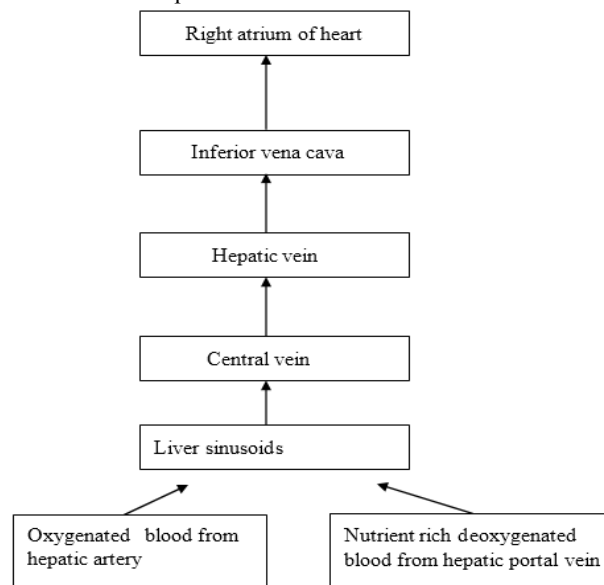 Right atrium of heart
Inferior vena cava
Hepatic vein
Central vein
Liver sinusoids
Oxygenated blood from
hepatic artery
Nutrient rich deoxygenated
blood from hepatic portal vein